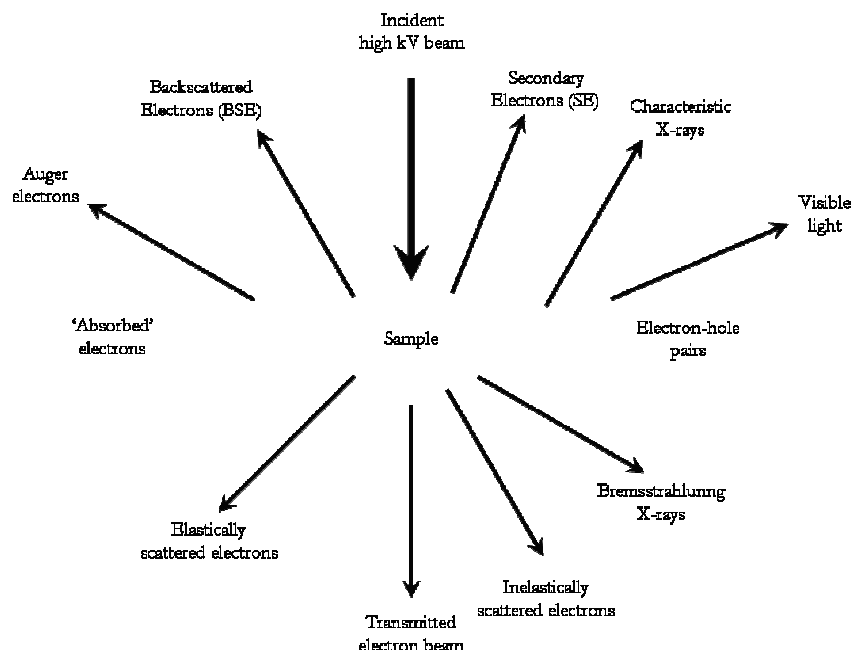 Incident
high kV beam
Backscattered
Electrons (BSE)
Secondary
Electrons (SE)
Characteristic
X-rays
Auger
electrons
Visible
light
'Absorbed'
electrons
Sample
Electron-hole
pairs
Bremsstrahlunng
X-rays
Elastically
scattered electrons
Inelastically
scattered electrons
Transmitted
electron beam